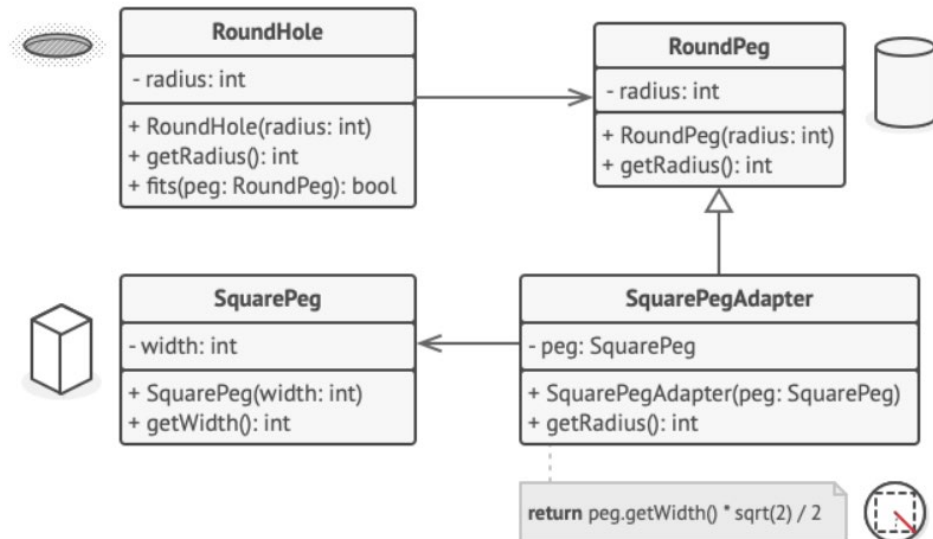 RoundHole
- radius: int
+ RoundHole(radius: int)
+ getRadius(): int
+ fits(peg: RoundPeg): bool
RoundPeg
- radius: int
+ RoundPeg(radius: int)
+ getRadius(): int
SquarePeg
- width: int
+ SquarePeg(width: int)
+ getWidth(): int
SquarePegAdapter
- peg: SquarePeg
+ SquarePegAdapter(peg: SquarePeg)
+ getRadius(): int
return peg.getWidth() * sqrt(2) / 2